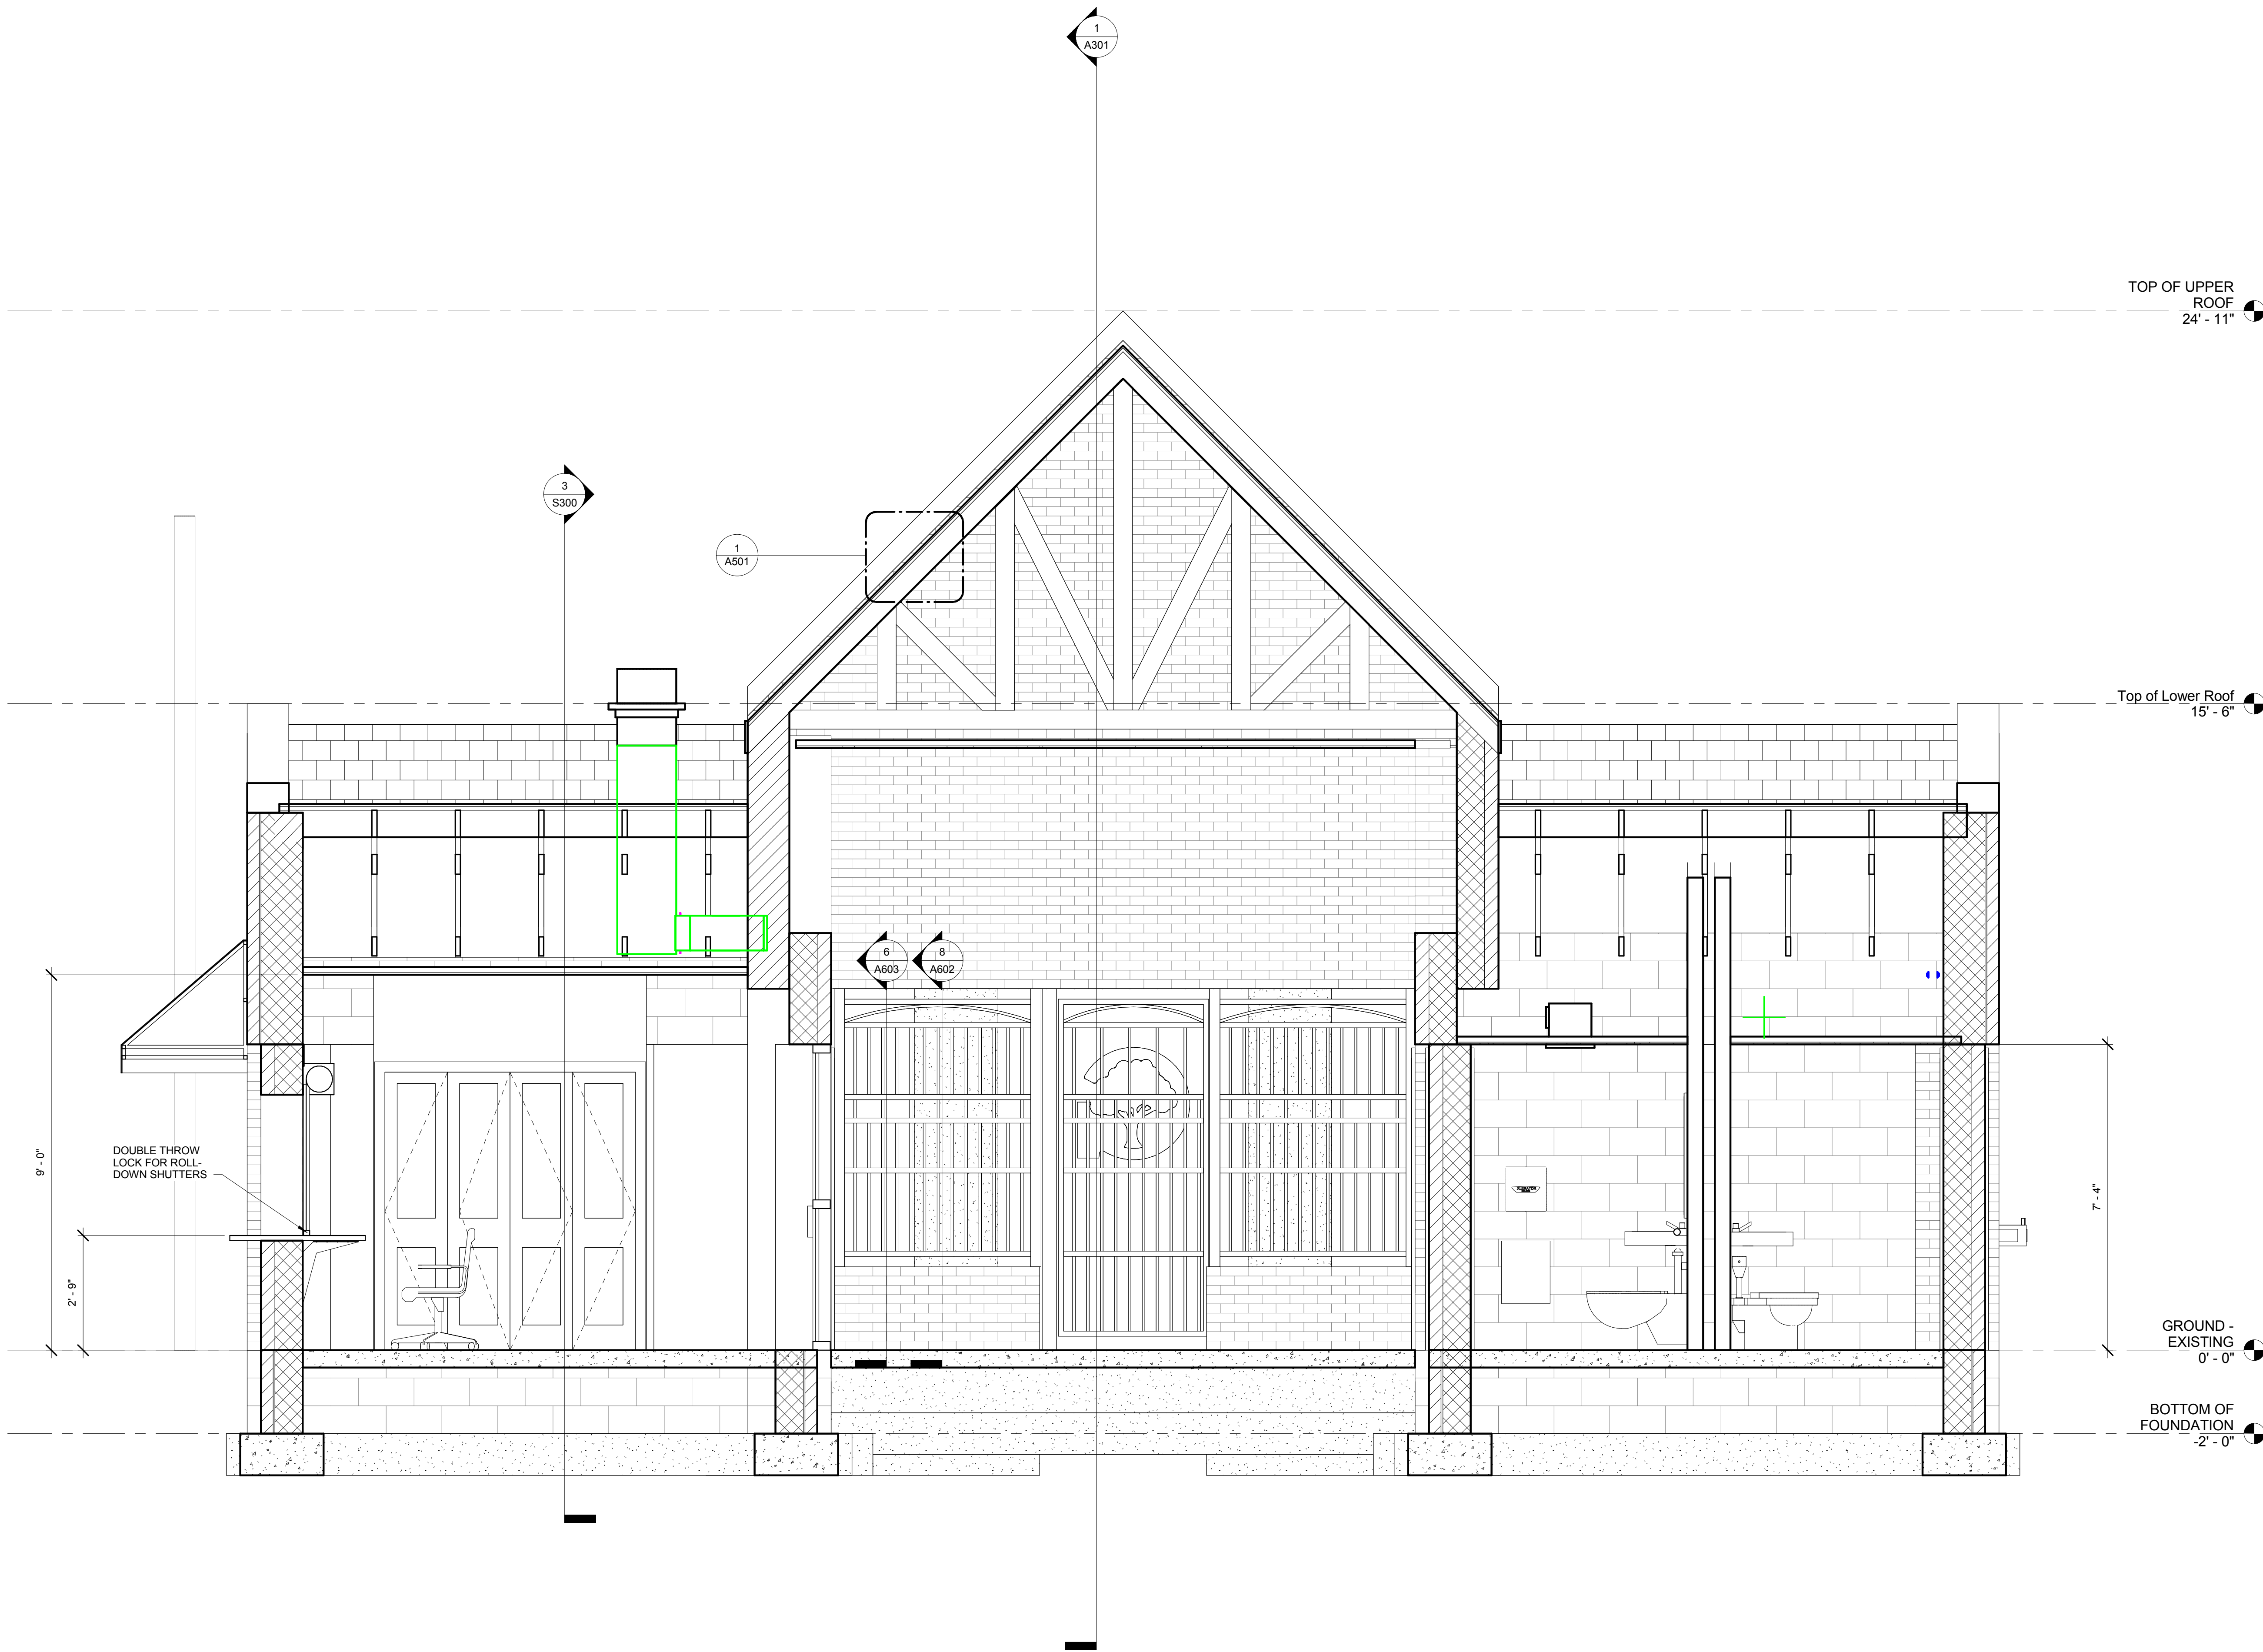 1
A301
TOP OF UPPER
ROOF
24' - 11"
3
S300
1
A501
Top of Lower Roof
15' - 6"
6
A603
8
A602
9' - 0"
DOUBLE THROW
LOCK FOR ROLL-
DOWN SHUTTERS
2' - 9"
7' - 4"
GROUND -
EXISTING
0' - 0"
BOTTOM OF
FOUNDATION
-2' - 0"